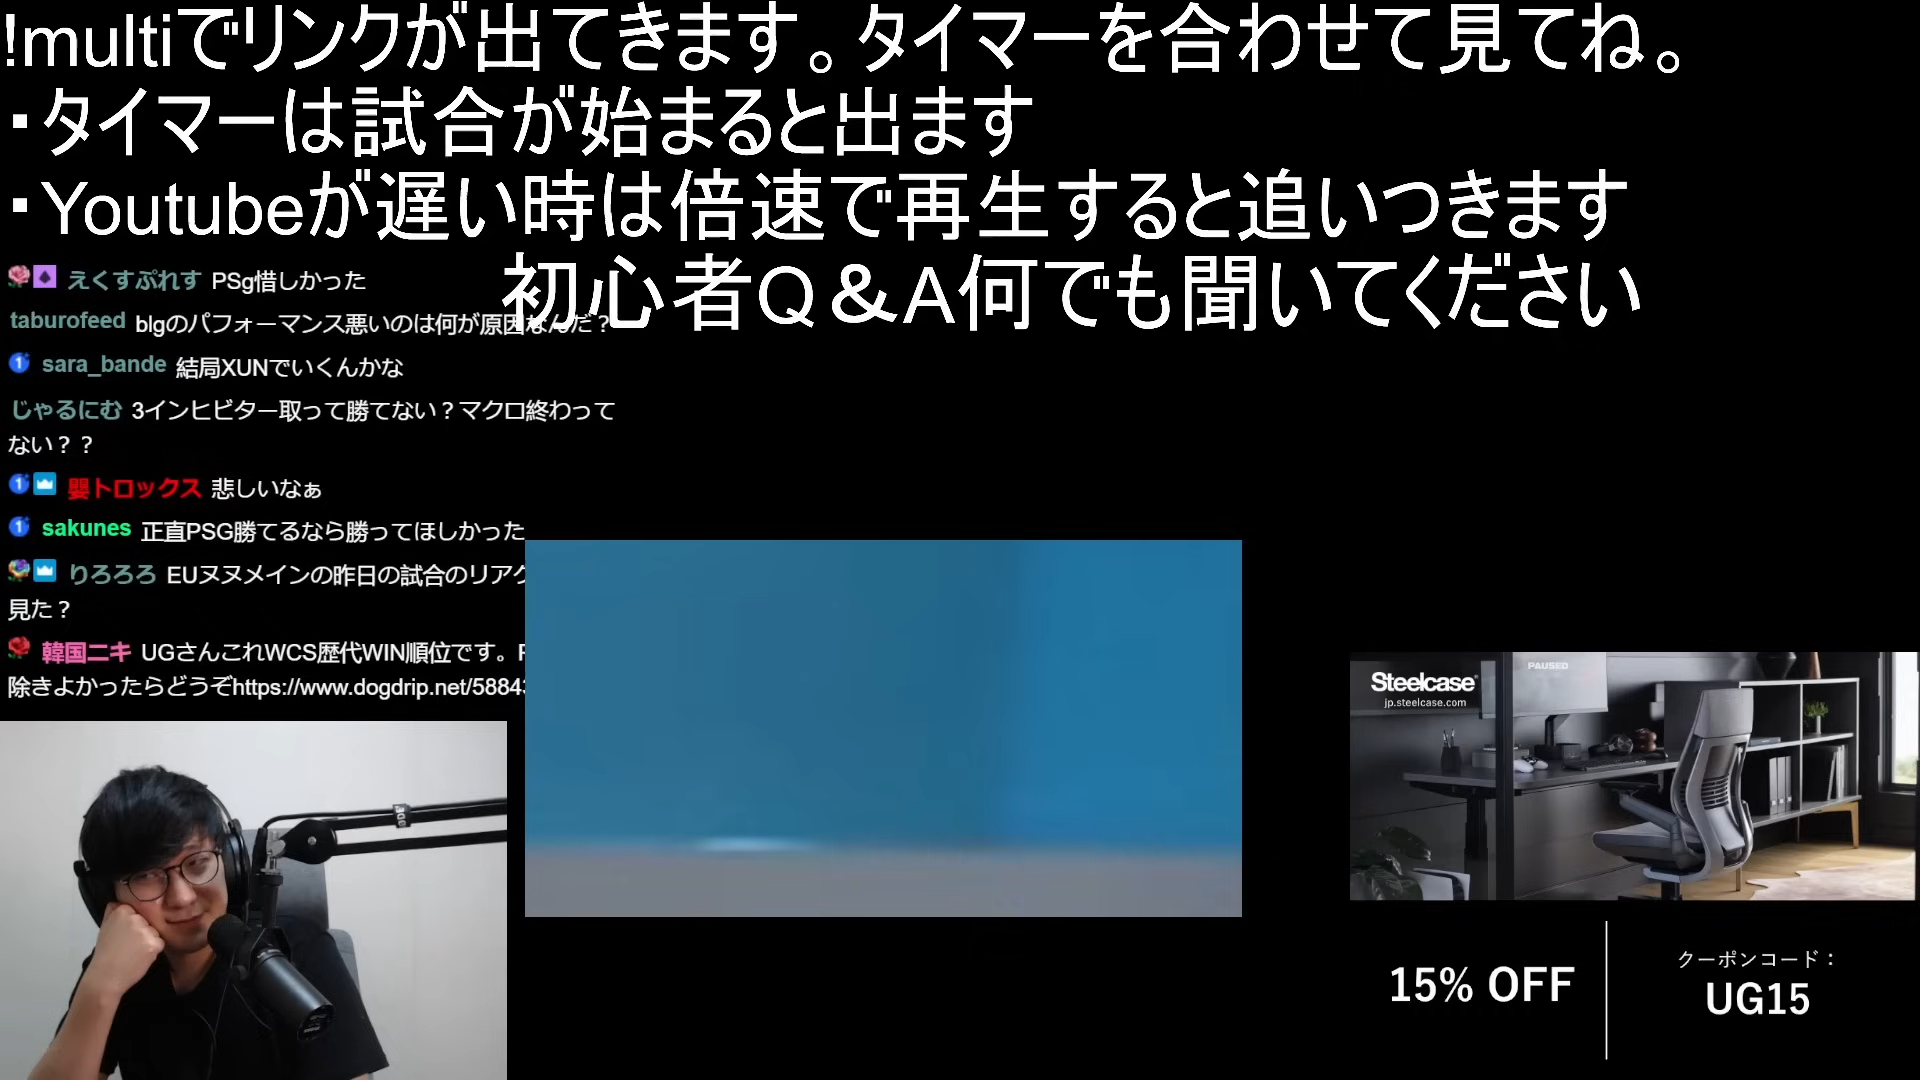 !multiでリンクが出てきます。タイマーを合わせて見てね。
・タイマーは試合が始まると出ます
・Youtubeが遅い時は倍速で再生すると追いつきます
初心者Q＆A何でも聞いてください
えくすぷれす PSg惜しかった
taburofeed blgのパフォーマンス悪いのは何が原因なんだ？
sara_bande 結局XUNでいくんかな
じゃるにむ 3インヒビター取って勝てない？マクロ終わって
ない？？
嬰トロックス 悲しいなぁ
sakunes 正直PSG勝てるなら勝ってほしかった
りろろろ EUヌヌメインの昨日の試合のリアク
見た？
韓国ニキ UGさんこれWCS歴代WIN順位です。
除きよかったらどうぞhttps://www.dogdrip.net/5884
Steelcase
jp.steelcase.com
PAUSED
15% OFF
クーポンコード：
UG15